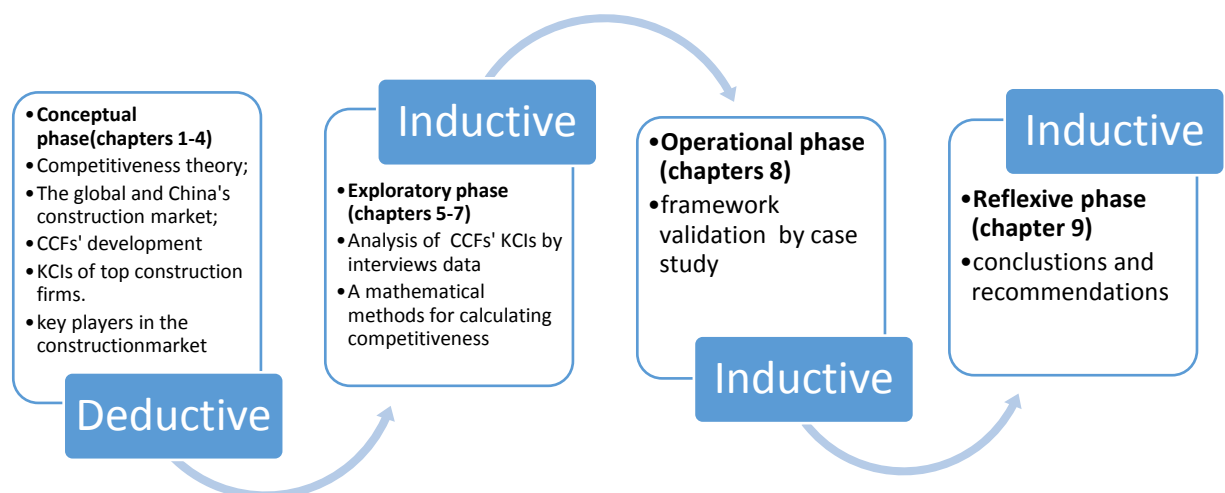 •Conceptual
phase(chapters 1-4)
•Competitiveness theory;
•The global and China's
construction market;
•CCFs' development
•KCIs of top construction
firms.
•key players in the
constructionmarket
Deductive
Inductive
•Exploratory phase
(chapters 5-7)
•Analysis of CCFs' KCIs by
interviews data
•A mathematical
methods for calculating
competitiveness
•Operational phase
(chapters 8)
•framework
validation by case
study
Inductive
Inductive
•Reflexive phase
(chapter 9)
•conclustions and
recommendations